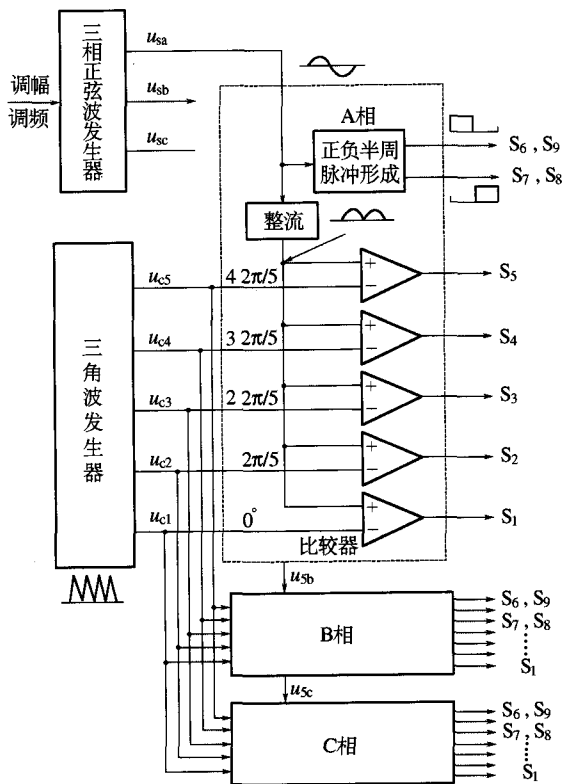 调幅
调频
三相正弦波发生器
u_sa
u_sb
u_sc
A相
正负半周
脉冲形成
S6 , S9
S7 , S8
整流
三角波发生器
u_c5
4 2π/5
+
−
S5
u_c4
3 2π/5
+
−
S4
u_c3
2 2π/5
+
−
S3
u_c2
2π/5
+
−
S2
u_c1
0°
+
−
S1
比较器
u_5b
B相
S6 , S9
S7 , S8
S1
u_5c
C相
S6 , S9
S7 , S8
S1